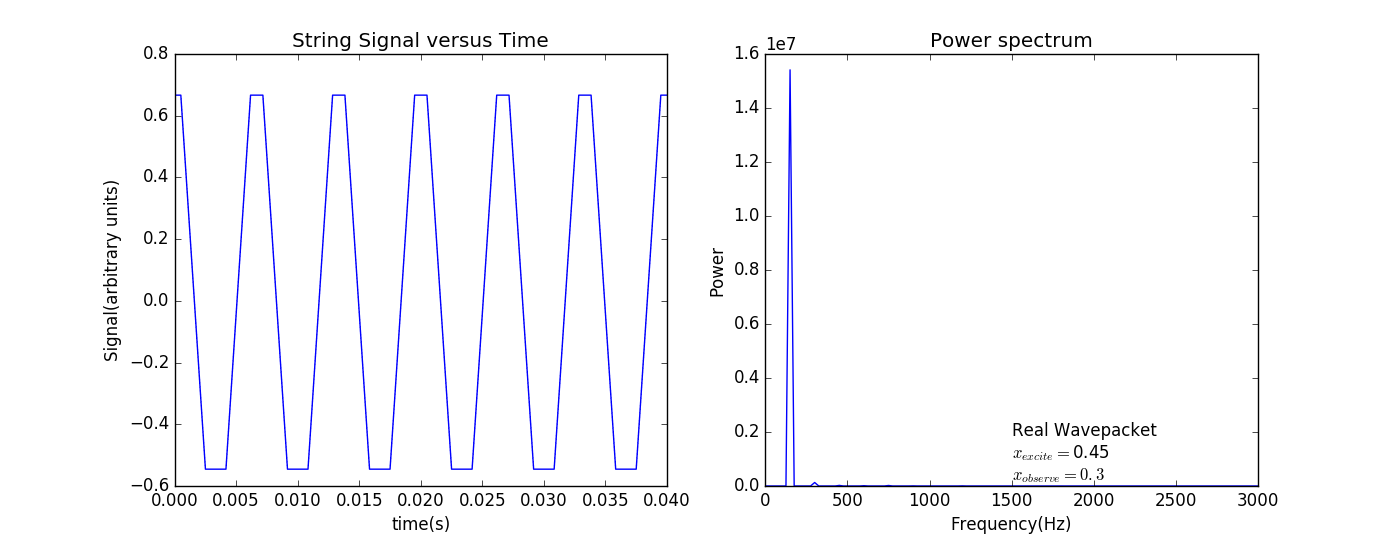 String Signal versus Time
0.8
0.6
0.4
0.2
0.0
−0.2
−0.4
−0.6
Signal(arbitrary units)
0.000 0.005 0.010 0.015 0.020 0.025 0.030 0.035 0.040
time(s)
Power spectrum
1e7
1.6
1.4
1.2
1.0
0.8
0.6
0.4
0.2
0.0
Power
Real Wavepacket
x_excite = 0.45
x_observe = 0.3
0 500 1000 1500 2000 2500 3000
Frequency(Hz)